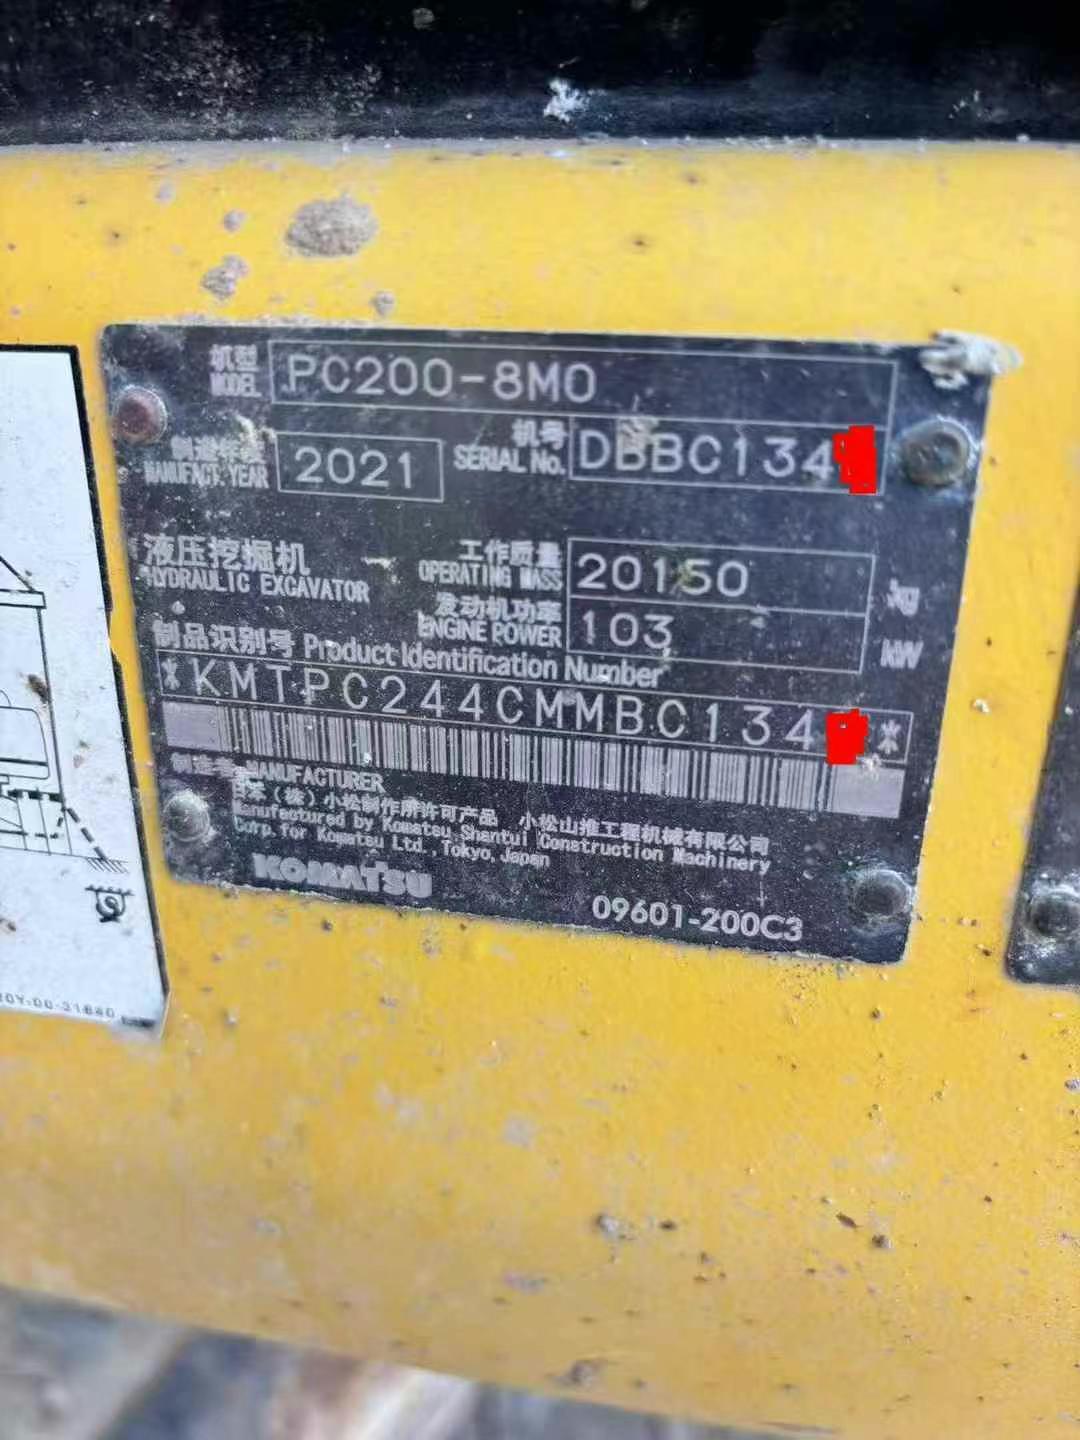 机型
MODEL
PC200-8M0
制造年度
MANUFACT. YEAR
2021
机号
SERIAL No.
DBBC134
液压挖掘机
HYDRAULIC EXCAVATOR
工作质量
OPERATING MASS
20150
kg
发动机功率
ENGINE POWER
103
kW
制品识别号 Product Identification Number
*KMTPC244CMMBC134 *
制造者 MANUFACTURER
日本(株)小松制作所许可产品 小松山推工程机械有限公司
Manufactured by Komatsu Shantui Construction Machinery
Corp. for Komatsu Ltd., Tokyo, Japan
KOMATSU
09601-200C3